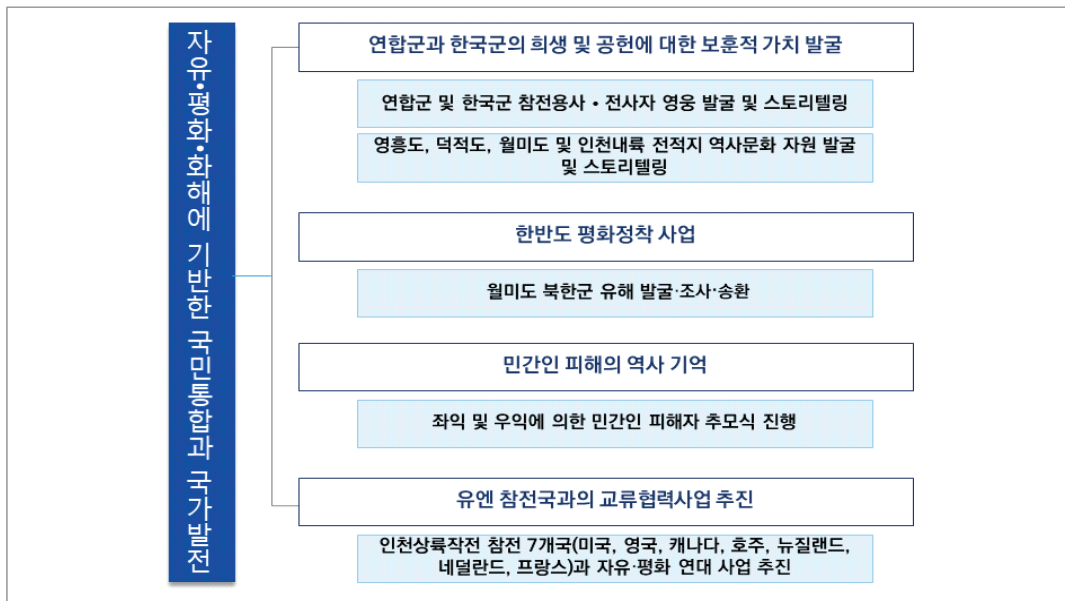 자유·평화·화해에 기반한 국민통합과 국가발전
연합군과 한국군의 희생 및 공헌에 대한 보훈적 가치 발굴
연합군 및 한국군 참전용사 • 전사자 영웅 발굴 및 스토리텔링
영흥도, 덕적도, 월미도 및 인천내륙 전적지 역사문화 자원 발굴
및 스토리텔링
한반도 평화정착 사업
월미도 북한군 유해 발굴·조사·송환
민간인 피해의 역사 기억
좌익 및 우익에 의한 민간인 피해자 추모식 진행
유엔 참전국과의 교류협력사업 추진
인천상륙작전 참전 7개국(미국, 영국, 캐나다, 호주, 뉴질랜드,
네덜란드, 프랑스)과 자유·평화 연대 사업 추진